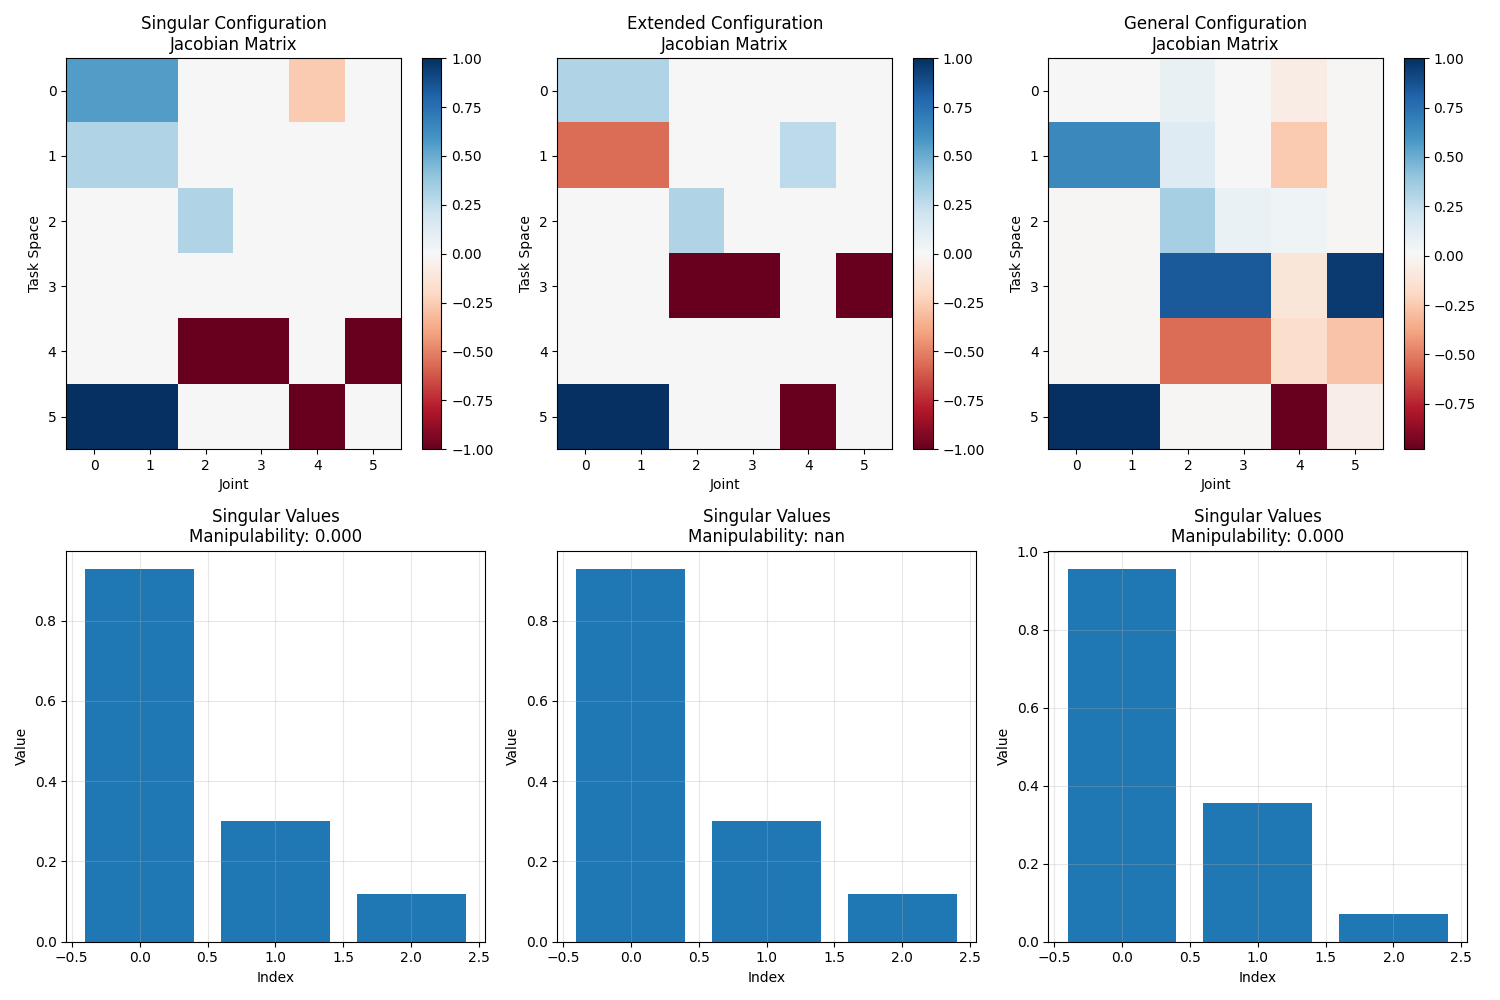 Singular Configuration
Jacobian Matrix
Task Space
0
1
2
3
4
5
0 1 2 3 4 5
Joint
1.00
0.75
0.50
0.25
0.00
−0.25
−0.50
−0.75
−1.00
Extended Configuration
Jacobian Matrix
Task Space
0
1
2
3
4
5
0 1 2 3 4 5
Joint
1.00
0.75
0.50
0.25
0.00
−0.25
−0.50
−0.75
−1.00
General Configuration
Jacobian Matrix
Task Space
0
1
2
3
4
5
0 1 2 3 4 5
Joint
1.00
0.75
0.50
0.25
0.00
−0.25
−0.50
−0.75
Singular Values
Manipulability: 0.000
Value
0.8
0.6
0.4
0.2
0.0
−0.5 0.0 0.5 1.0 1.5 2.0 2.5
Index
Singular Values
Manipulability: nan
Value
0.8
0.6
0.4
0.2
0.0
−0.5 0.0 0.5 1.0 1.5 2.0 2.5
Index
Singular Values
Manipulability: 0.000
Value
1.0
0.8
0.6
0.4
0.2
0.0
−0.5 0.0 0.5 1.0 1.5 2.0 2.5
Index